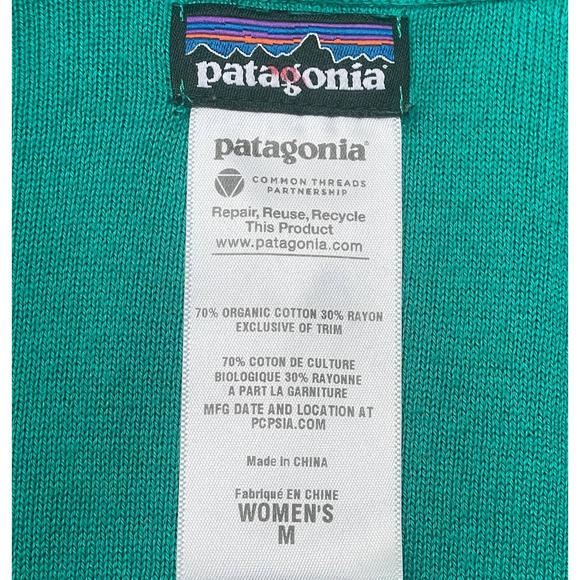 patagonia
patagonia®
COMMON THREADS
PARTNERSHIP
Repair, Reuse, Recycle
This Product
www.patagonia.com
70% ORGANIC COTTON 30% RAYON
EXCLUSIVE OF TRIM
70% COTON DE CULTURE
BIOLOGIQUE 30% RAYONNE
A PART LA GARNITURE
MFG DATE AND LOCATION AT
PCPSIA.COM
Made in CHINA
Fabriqué EN CHINE
WOMEN'S
M